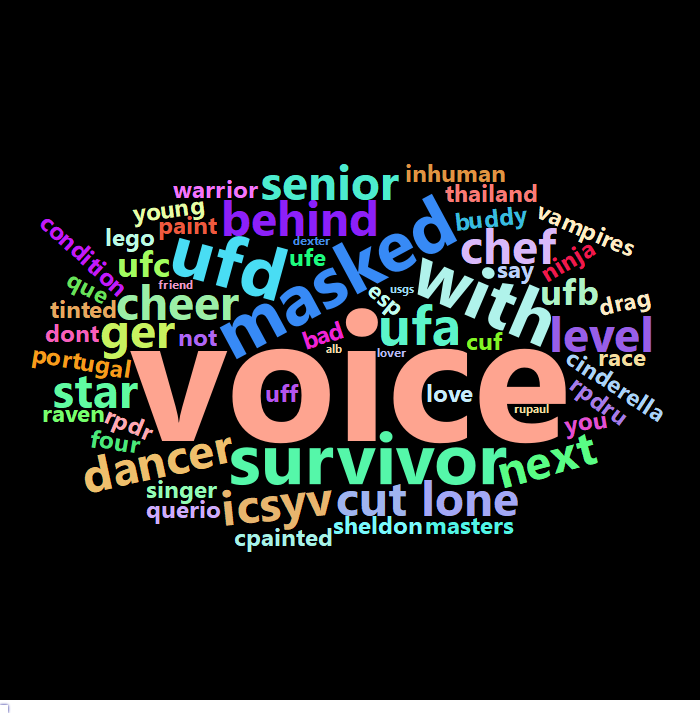 inhuman
senior
warrior
thailand
young
behind
masked
buddy
vampires
condition
paint
lego
dexter
chef
ufd
ufe
ufc
say
ninja
with
que
friend
usgs
esp
ufb
drag
tinted
cheer
ufa
level
dont
ger
not
bad
cuf
race
alb
lover
portugal
voice
cinderella
star
uff
love
rpdru
raven
rpdr
rupaul
you
four
dancer
survivor
next
singer
icsyv
cut
lone
querio
sheldon
masters
cpainted